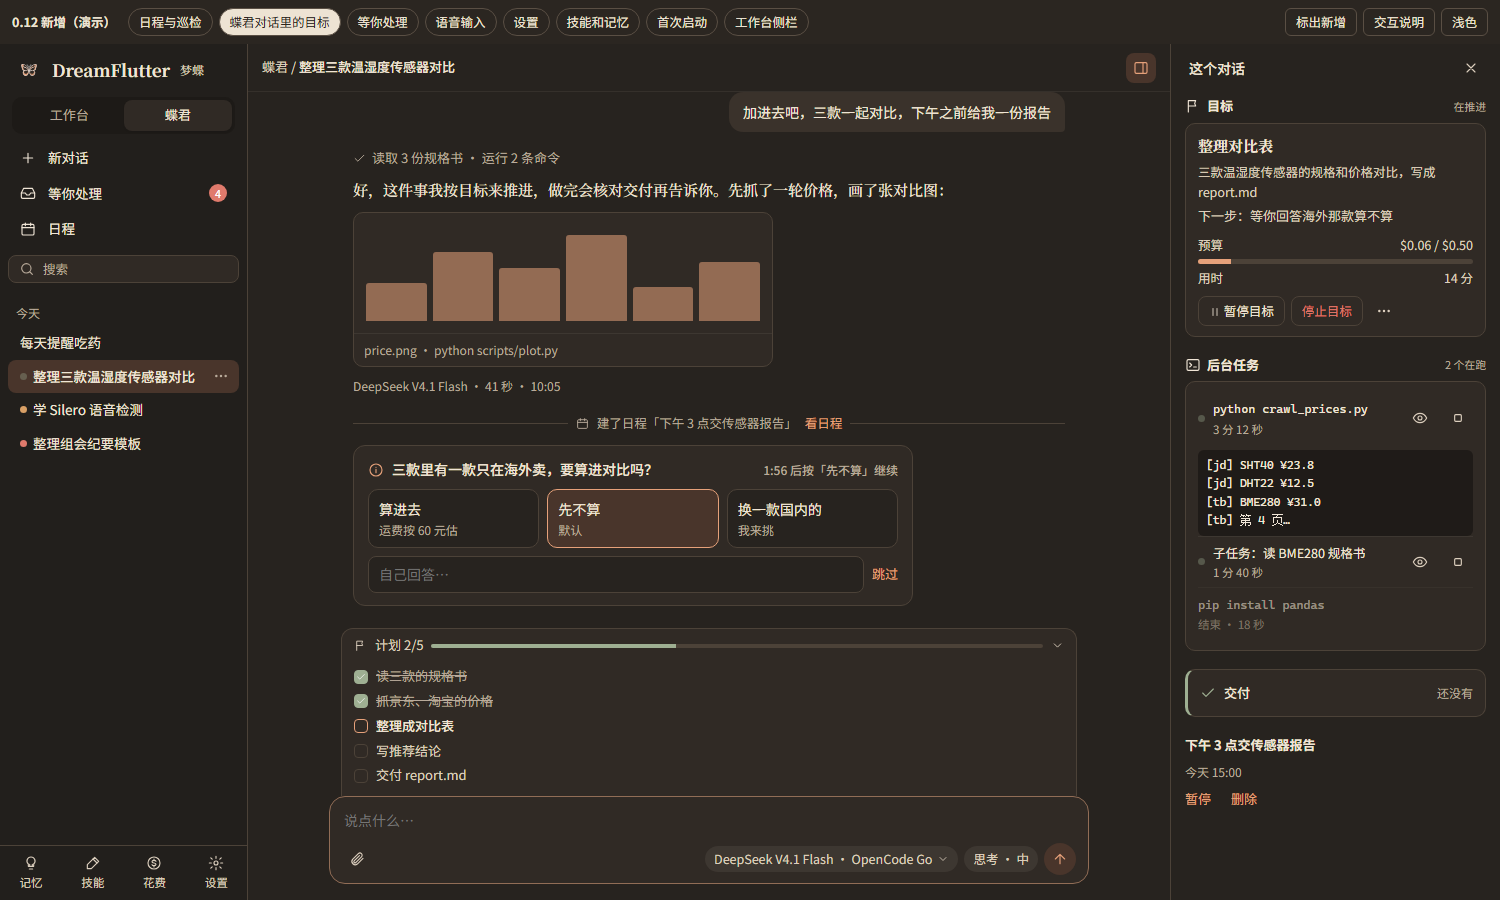 0.12 新增（演示）
日程与巡检
蝶君对话里的目标
等你处理
语音输入
设置
技能和记忆
首次启动
工作台侧栏
标出新增
交互说明
浅色
DreamFlutter 梦蝶
工作台
蝶君
新对话
等你处理
4
日程
搜索
今天
每天提醒吃药
整理三款温湿度传感器对比
学 Silero 语音检测
整理组会纪要模板
记忆
技能
花费
设置
蝶君 / 整理三款温湿度传感器对比
加进去吧，三款一起对比，下午之前给我一份报告
读取 3 份规格书 • 运行 2 条命令
好，这件事我按目标来推进，做完会核对交付再告诉你。先抓了一轮价格，画了张对比图：
price.png • python scripts/plot.py
DeepSeek V4.1 Flash • 41 秒 • 10:05
建了日程「下午 3 点交传感器报告」 看日程
三款里有一款只在海外卖，要算进对比吗？
1:56 后按「先不算」继续
算进去
运费按 60 元估
先不算
默认
换一款国内的
我来挑
自己回答…
跳过
计划 2/5
读三款的规格书
抓京东、淘宝的价格
整理成对比表
写推荐结论
交付 report.md
说点什么…
DeepSeek V4.1 Flash • OpenCode Go
思考 • 中
这个对话
目标
在推进
整理对比表
三款温湿度传感器的规格和价格对比，写成
report.md
下一步：等你回答海外那款算不算
预算
$0.06 / $0.50
用时
14 分
暂停目标
停止目标
后台任务
2 个在跑
python crawl_prices.py
3 分 12 秒
[jd] SHT40 ¥23.8
[jd] DHT22 ¥12.5
[tb] BME280 ¥31.0
[tb] 第 4 页…
子任务：读 BME280 规格书
1 分 40 秒
pip install pandas
结束 • 18 秒
交付
还没有
下午 3 点交传感器报告
今天 15:00
暂停
删除